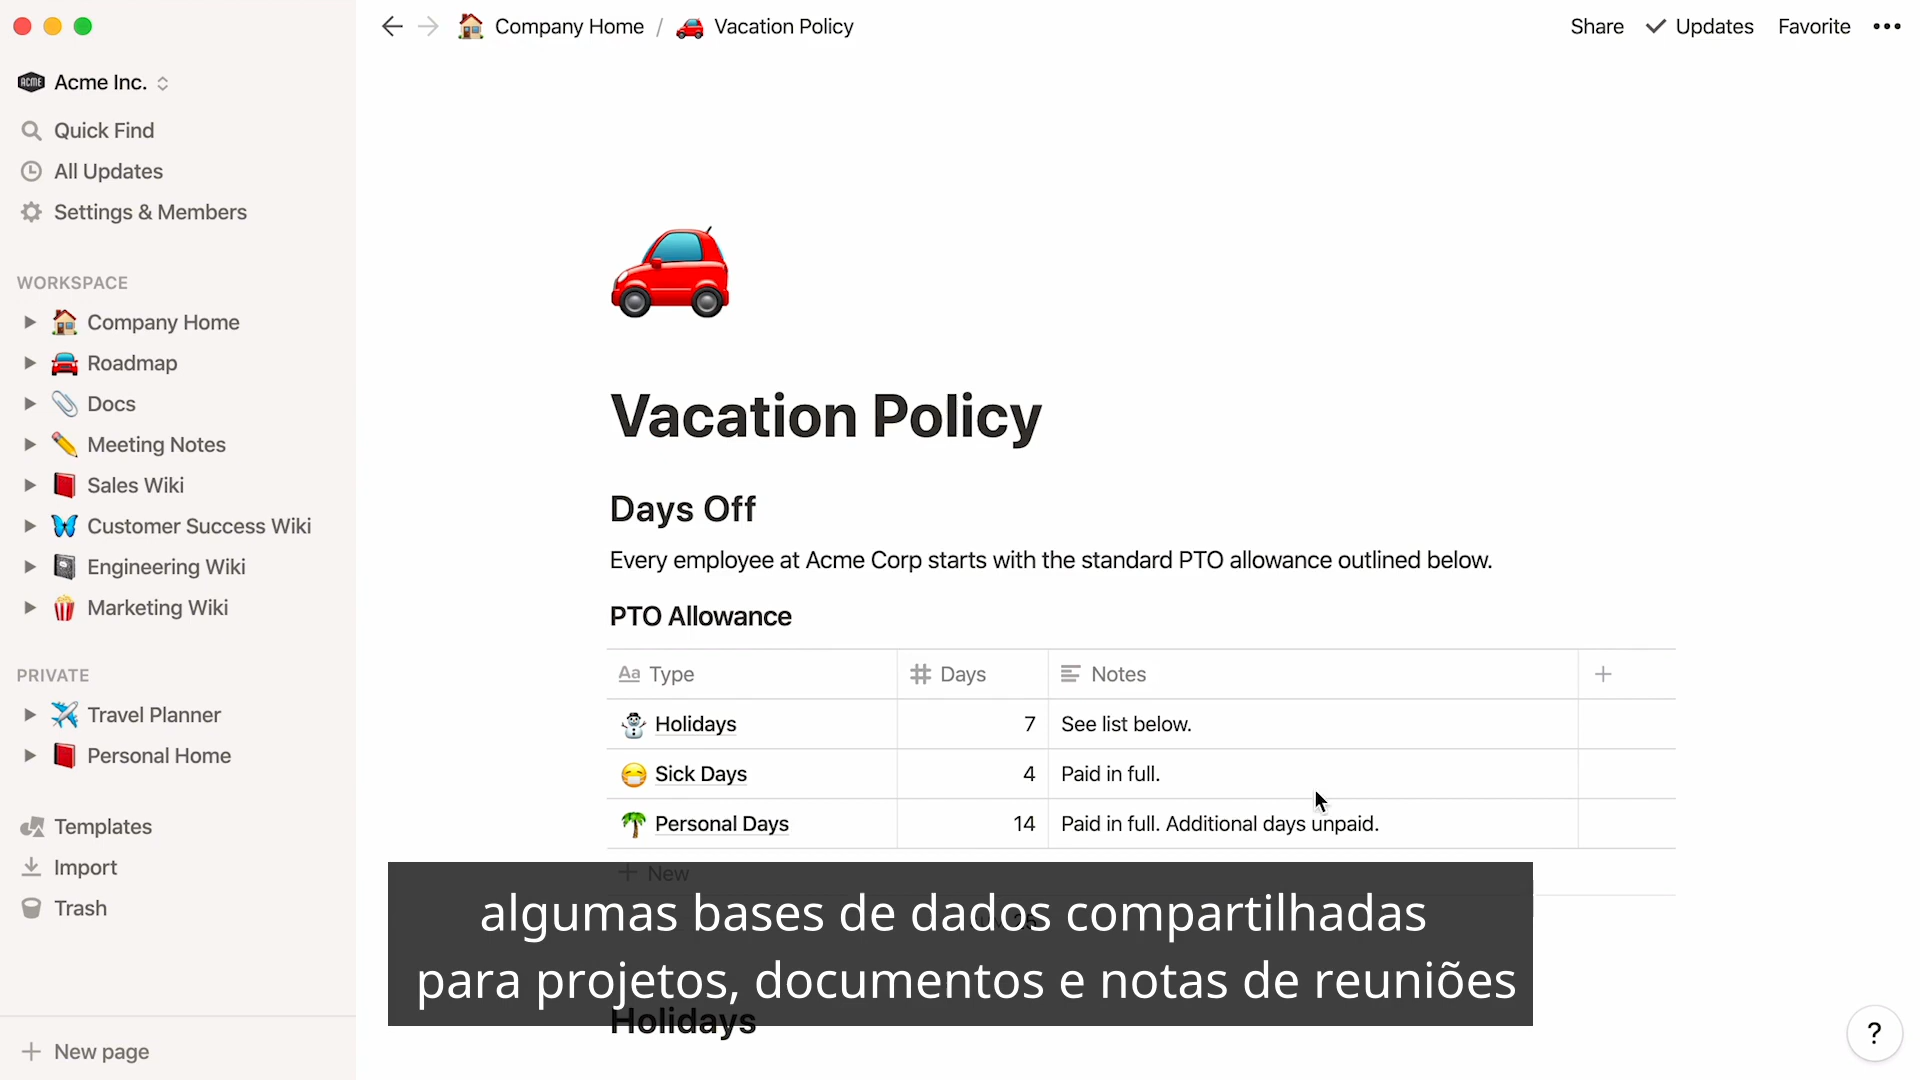 Company Home / Vacation Policy
Share Updates Favorite
ACME Acme Inc.
Quick Find
All Updates
Settings & Members
WORKSPACE
Company Home
Roadmap
Docs
Meeting Notes
Sales Wiki
Customer Success Wiki
Engineering Wiki
Marketing Wiki
PRIVATE
Travel Planner
Personal Home
Templates
Import
Trash
New page
Vacation Policy
Days Off
Every employee at Acme Corp starts with the standard PTO allowance outlined below.
PTO Allowance
Aa Type # Days Notes +
Holidays 7 See list below.
Sick Days 4 Paid in full.
Personal Days 14 Paid in full. Additional days unpaid.
+ New
algumas bases de dados compartilhadas
para projetos, documentos e notas de reuniões
Holidays
?